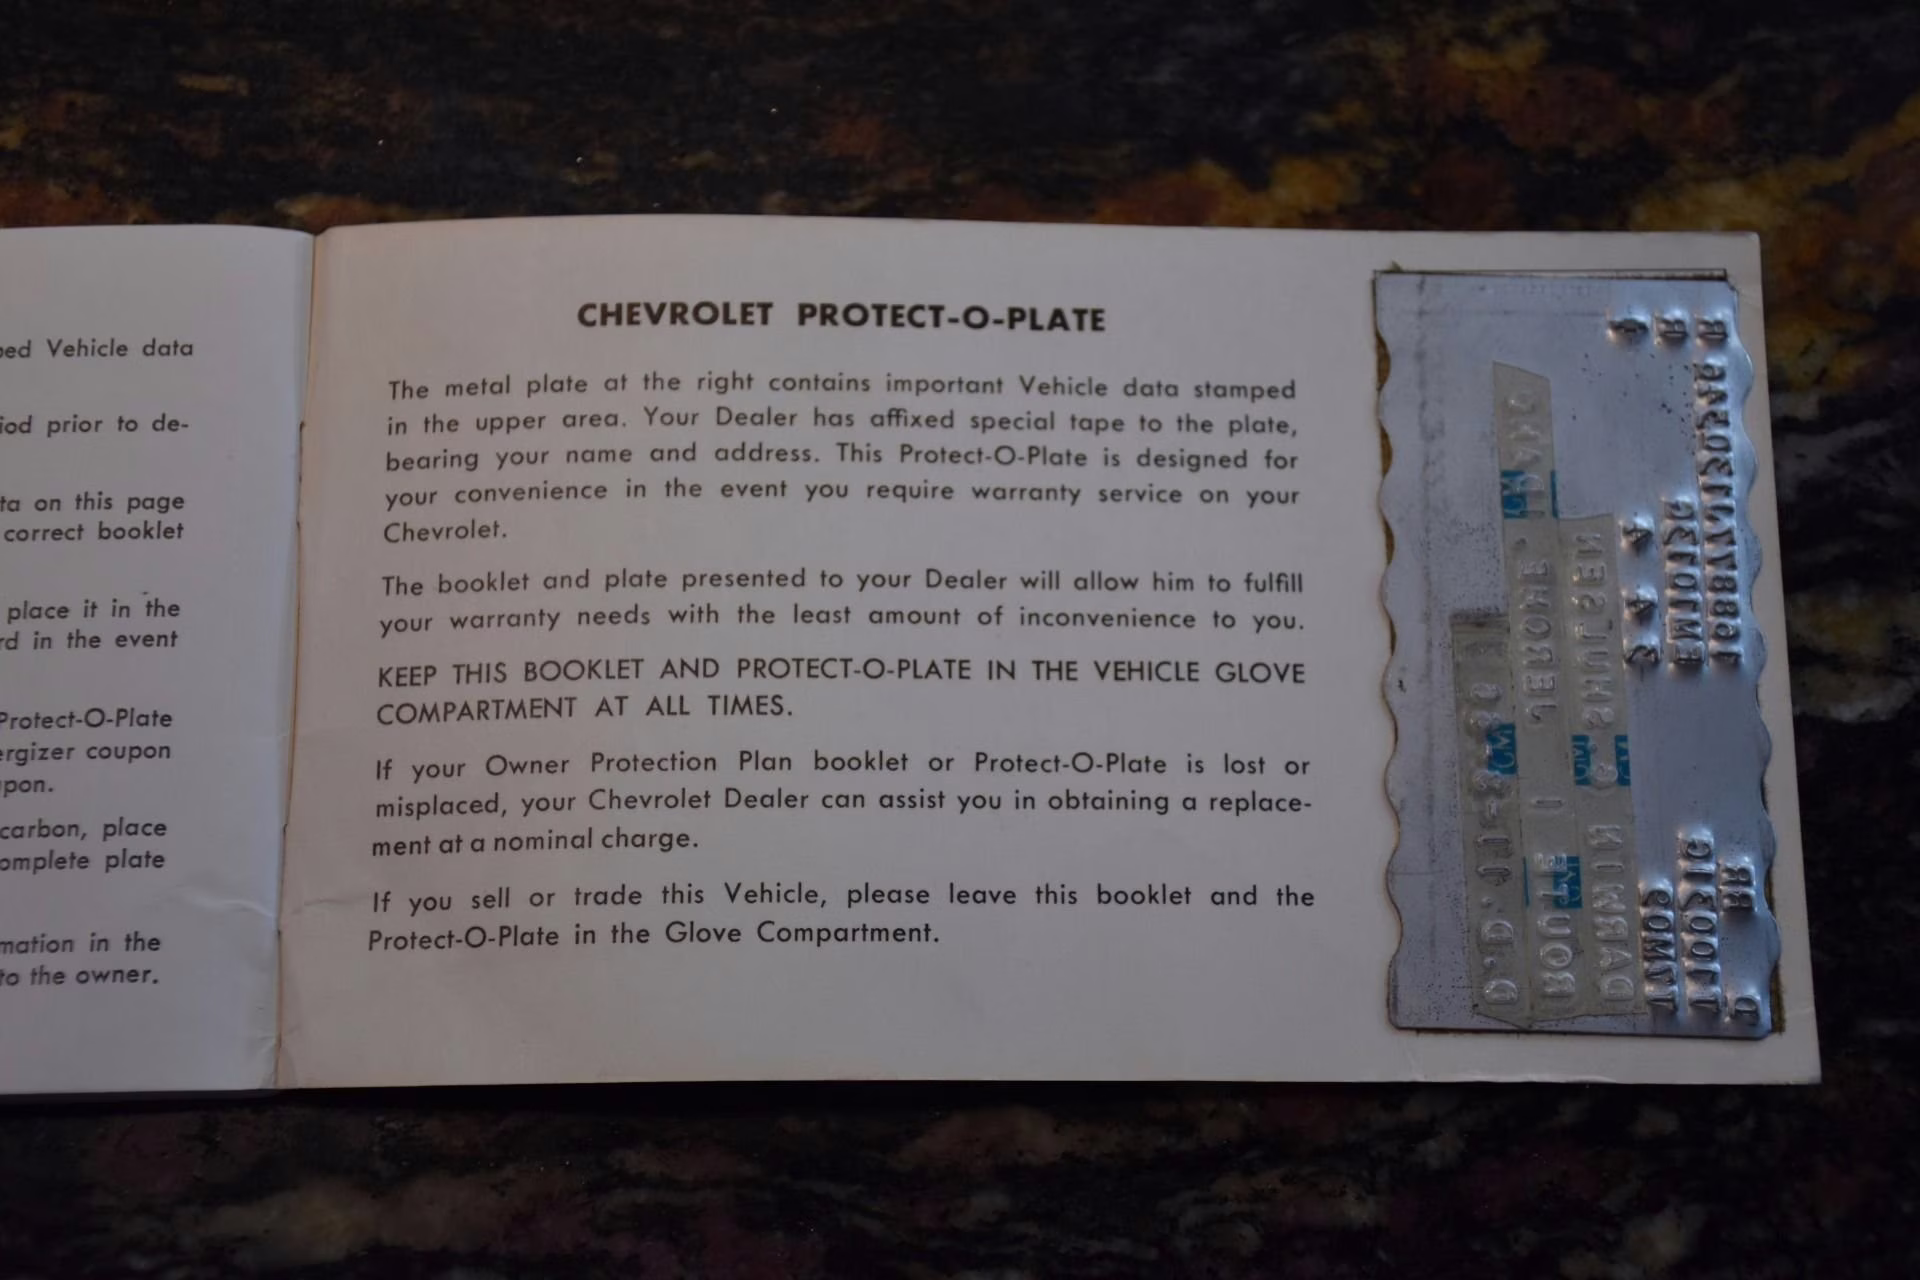 ped Vehicle data
iod prior to de-
ta on this page
correct booklet
place it in the
rd in the event
Protect-O-Plate
ergizer coupon
pon.
carbon, place
omplete plate
mation in the
to the owner.
CHEVROLET PROTECT-O-PLATE
The metal plate at the right contains important Vehicle data stamped
in the upper area. Your Dealer has affixed special tape to the plate,
bearing your name and address. This Protect-O-Plate is designed for
your convenience in the event you require warranty service on your
Chevrolet.
The booklet and plate presented to your Dealer will allow him to fulfill
your warranty needs with the least amount of inconvenience to you.
KEEP THIS BOOKLET AND PROTECT-O-PLATE IN THE VEHICLE GLOVE
COMPARTMENT AT ALL TIMES.
If your Owner Protection Plan booklet or Protect-O-Plate is lost or
misplaced, your Chevrolet Dealer can assist you in obtaining a replace-
ment at a nominal charge.
If you sell or trade this Vehicle, please leave this booklet and the
Protect-O-Plate in the Glove Compartment.
DARWIN SHULSEN
ROUTE 1 JEROME